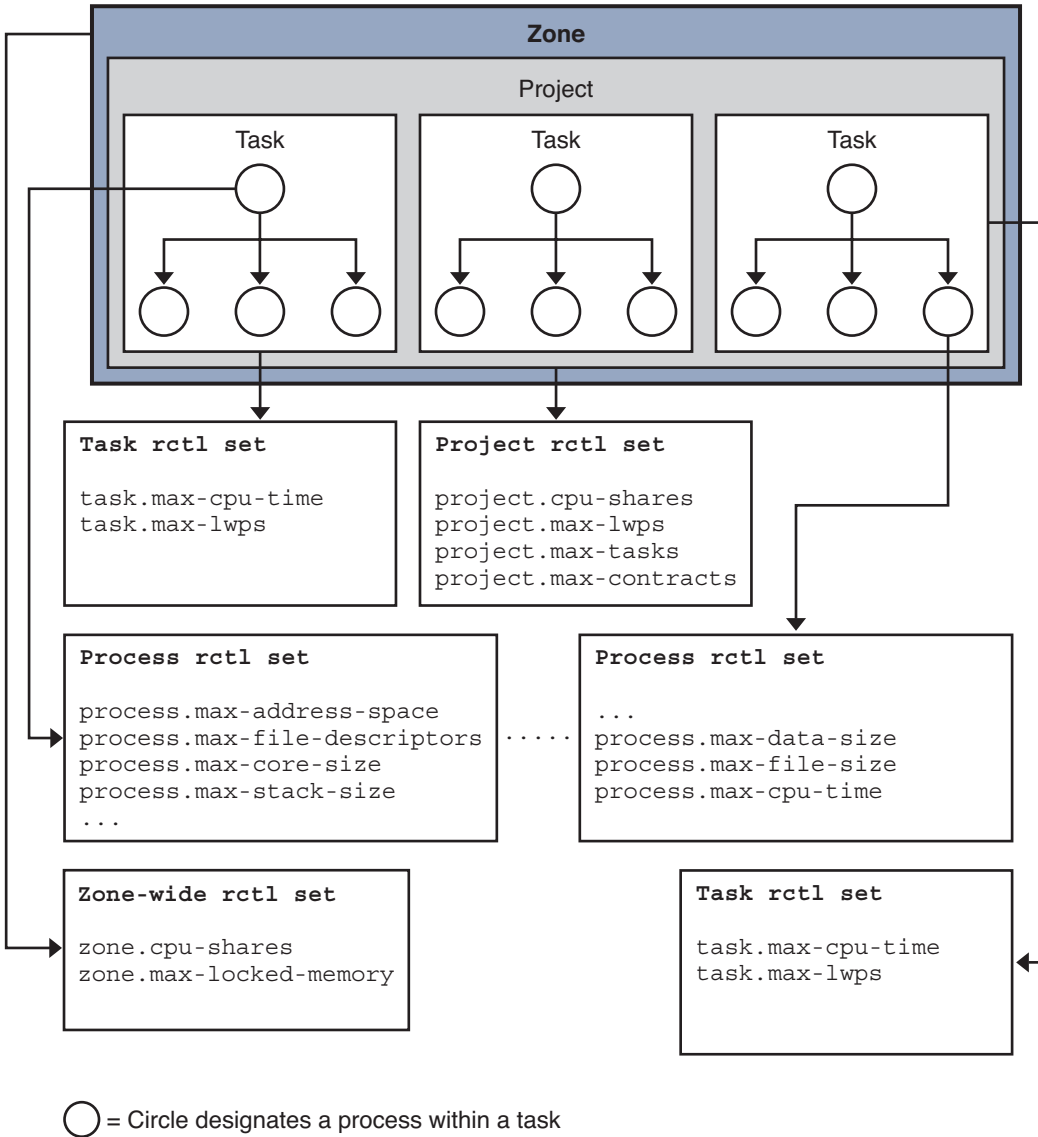 Zone
Project
Task
Task
Task
Task rctl set
task.max-cpu-time
task.max-lwps
Project rctl set
project.cpu-shares
project.max-lwps
project.max-tasks
project.max-contracts
Process rctl set
process.max-address-space
process.max-file-descriptors
process.max-core-size
process.max-stack-size
...
.....
Process rctl set
...
process.max-data-size
process.max-file-size
process.max-cpu-time
Zone-wide rctl set
zone.cpu-shares
zone.max-locked-memory
Task rctl set
task.max-cpu-time
task.max-lwps
= Circle designates a process within a task